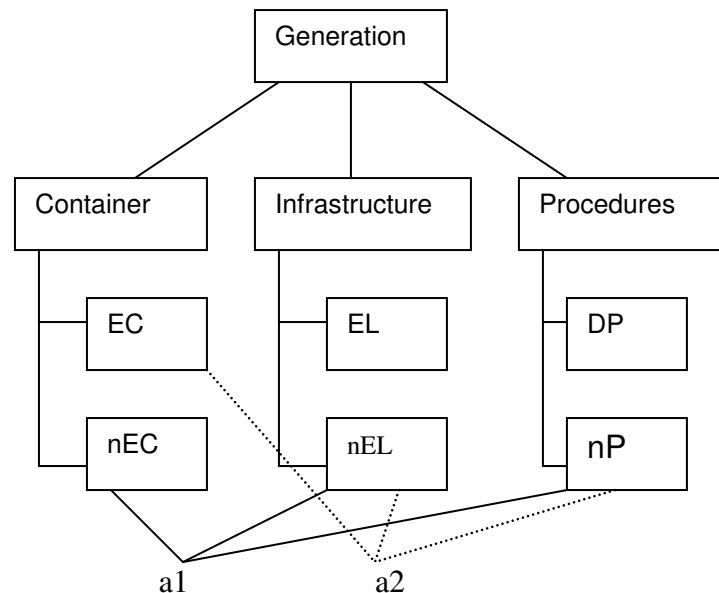 Generation
Container
Infrastructure
Procedures
EC
EL
DP
nEC
nEL
nP
a1
a2